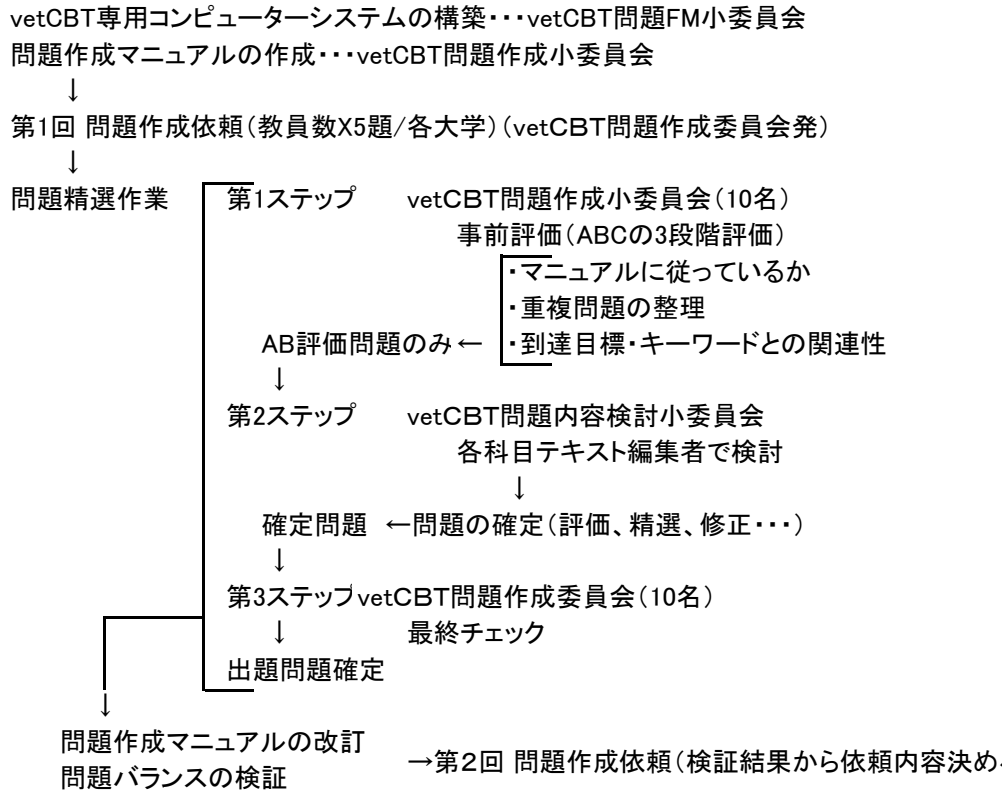 vetCBT専用コンピューターシステムの構築・・・vetCBT問題FM小委員会
問題作成マニュアルの作成・・・vetCBT問題作成小委員会
↓
第1回 問題作成依頼（教員数X5題/各大学）（vetCBT問題作成委員会発）
↓
問題精選作業 第1ステップ vetCBT問題作成小委員会（10名）
事前評価（ABCの3段階評価）
・マニュアルに従っているか
・重複問題の整理
AB評価問題のみ← ・到達目標・キーワードとの関連性
↓
第2ステップ vetCBT問題内容検討小委員会
各科目テキスト編集者で検討
↓
確定問題 ←問題の確定（評価、精選、修正・・・）
↓
第3ステップ vetCBT問題作成委員会（10名）
↓ 最終チェック
出題問題確定
↓
問題作成マニュアルの改訂
問題バランスの検証 →第2回 問題作成依頼（検証結果から依頼内容決め